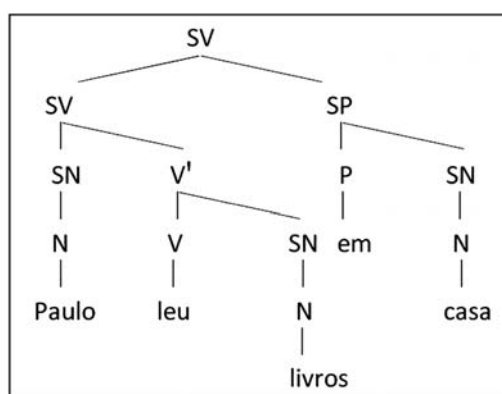 SV
SV SP
SN V' P SN
N V SN em N
Paulo leu N casa
livros